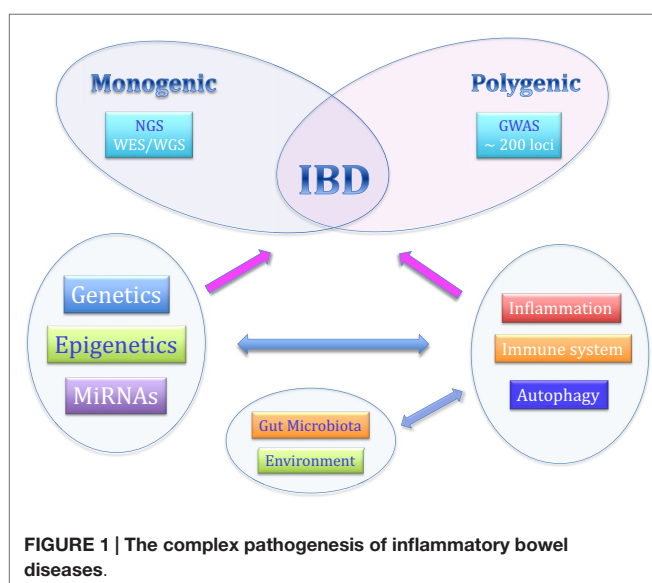 Monogenic
Polygenic
NGS
WES/WGS
GWAS
~ 200 loci
IBD
Genetics
Epigenetics
MiRNAs
Inflammation
Immune system
Autophagy
Gut Microbiota
Environment
FIGURE 1 | The complex pathogenesis of inflammatory bowel
diseases.